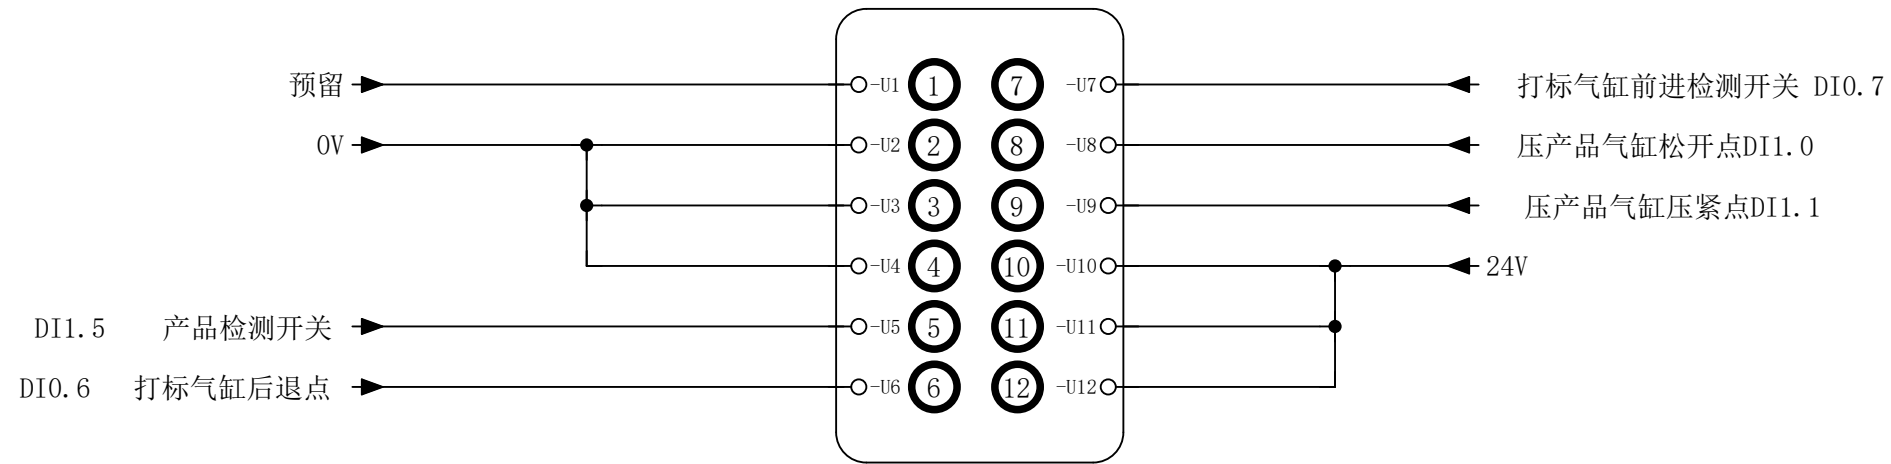 预留 -U1 1 7 -U7 打标气缸前进检测开关 DI0.7
0V -U2 2 8 -U8 压产品气缸松开点DI1.0
-U3 3 9 -U9 压产品气缸压紧点DI1.1
-U4 4 10 -U10 24V
DI1.5 产品检测开关 -U5 5 11 -U11
DI0.6 打标气缸后退点 -U6 6 12 -U12